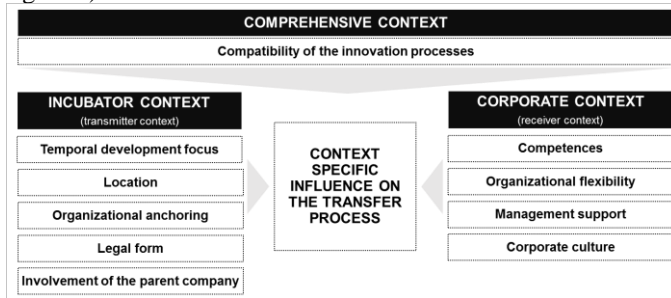 COMPREHENSIVE CONTEXT
Compatibility of the innovation processes
INCUBATOR CONTEXT
(transmitter context)
Temporal development focus
Location
Organizational anchoring
Legal form
Involvement of the parent company
CONTEXT
SPECIFIC
INFLUENCE ON
THE TRANSFER
PROCESS
CORPORATE CONTEXT
(receiver context)
Competences
Organizational flexibility
Management support
Corporate culture